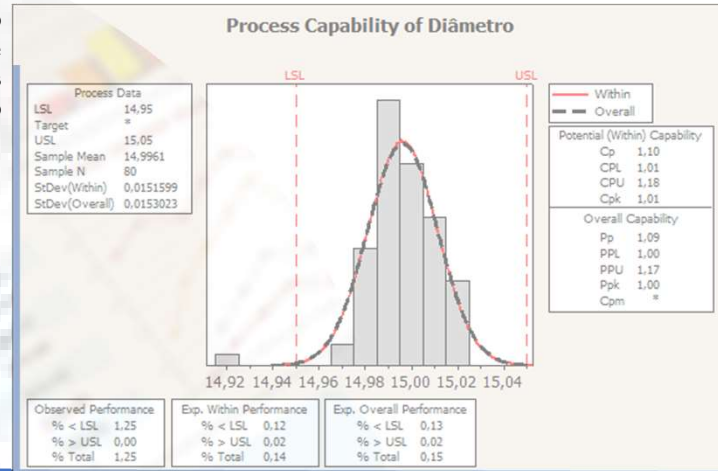 Process Capability of Diâmetro
LSL
USL
Process Data
LSL 14,95
Target *
USL 15,05
Sample Mean 14,9961
Sample N 80
StDev(Within) 0,0151599
StDev(Overall) 0,0153023
Within
Overall
Potential (Within) Capability
Cp 1,10
CPL 1,01
CPU 1,18
Cpk 1,01
Overall Capability
Pp 1,09
PPL 1,00
PPU 1,17
Ppk 1,00
Cpm *
14,92 14,94 14,96 14,98 15,00 15,02 15,04
Observed Performance
% < LSL 1,25
% > USL 0,00
% Total 1,25
Exp. Within Performance
% < LSL 0,12
% > USL 0,02
% Total 0,14
Exp. Overall Performance
% < LSL 0,13
% > USL 0,02
% Total 0,15